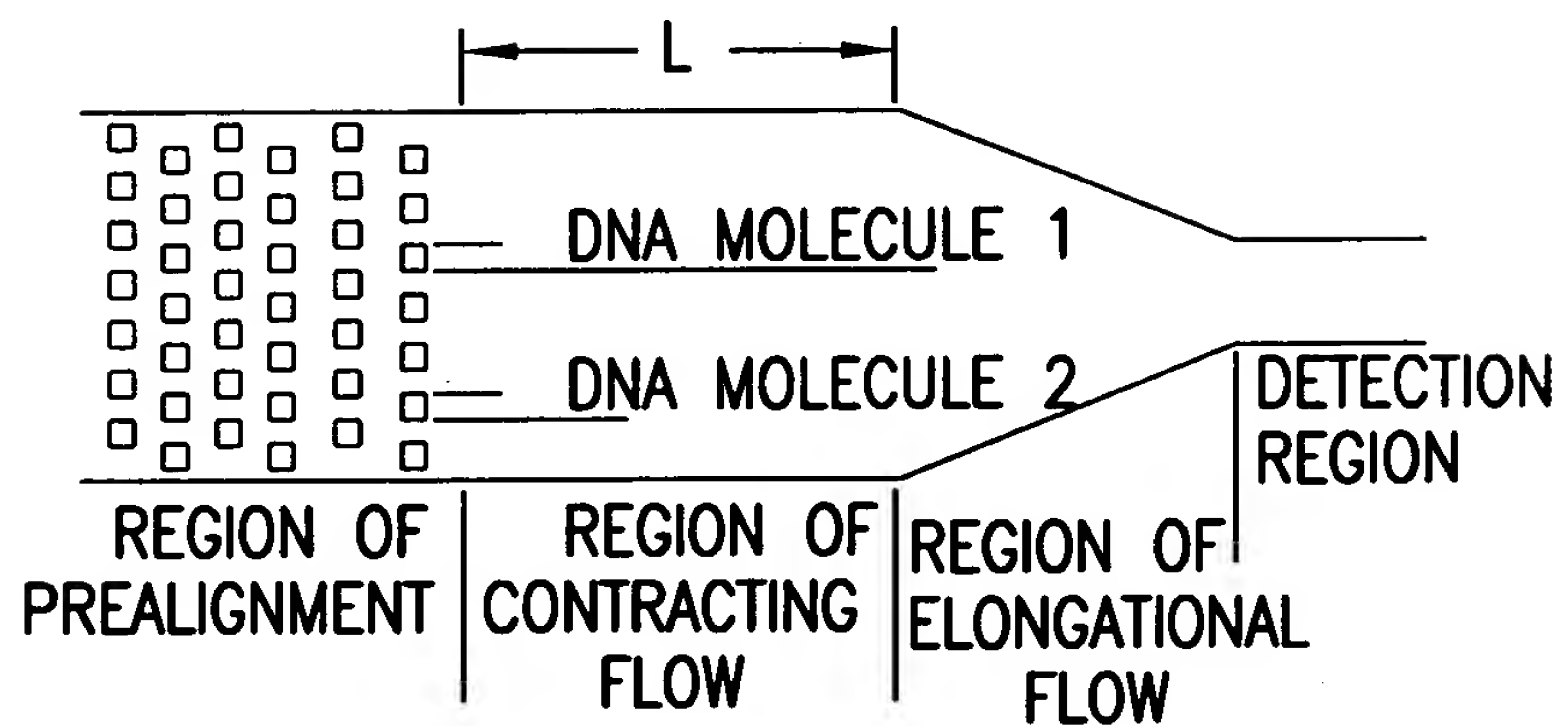 L
DNA MOLECULE 1
DNA MOLECULE 2
DETECTION
REGION
REGION OF
PREALIGNMENT
REGION OF
CONTRACTING
FLOW
REGION OF
ELONGATIONAL
FLOW